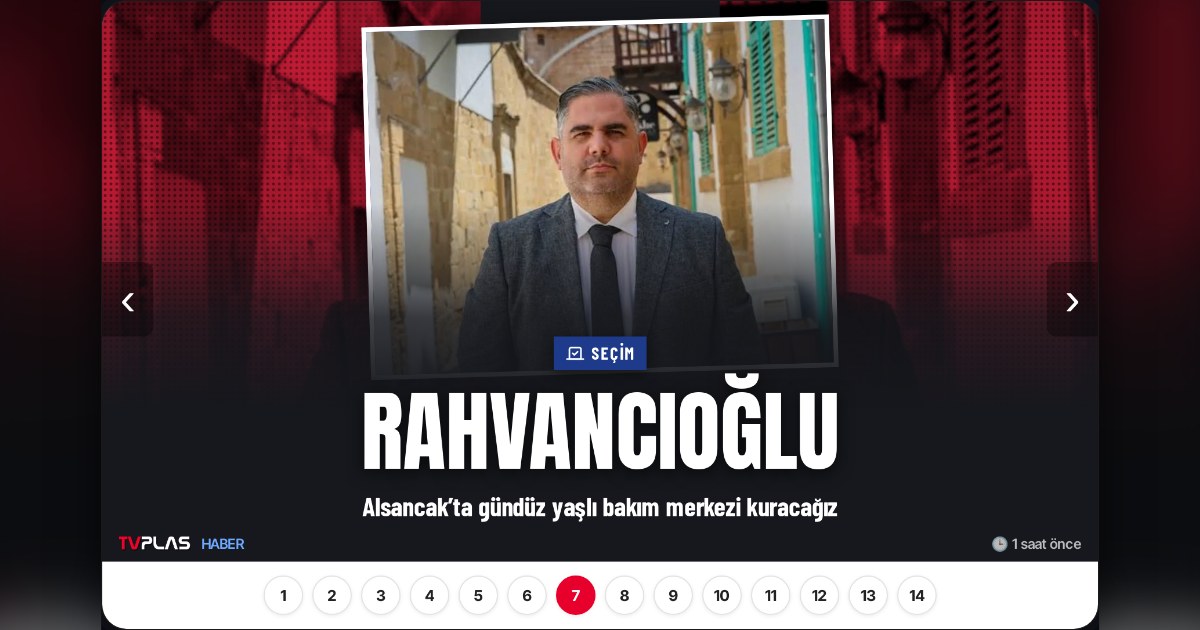 SEÇİM
RAHVANCIOĞLU
Alsancak’ta gündüz yaşlı bakım merkezi kuracağız
TVPLAS HABER
1 saat önce
1 2 3 4 5 6 7 8 9 10 11 12 13 14